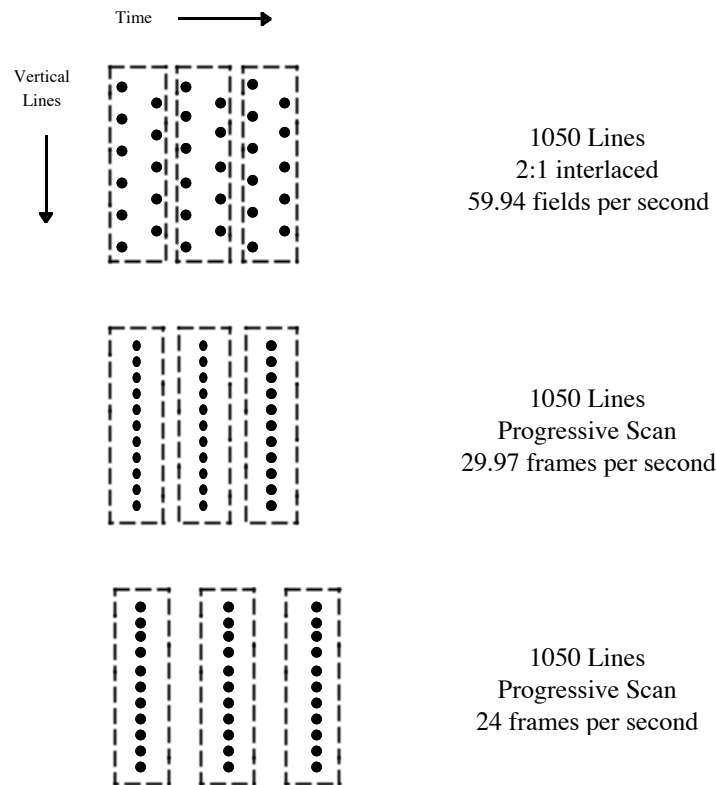 Time
Vertical
Lines
1050 Lines
2:1 interlaced
59.94 fields per second
1050 Lines
Progressive Scan
29.97 frames per second
1050 Lines
Progressive Scan
24 frames per second